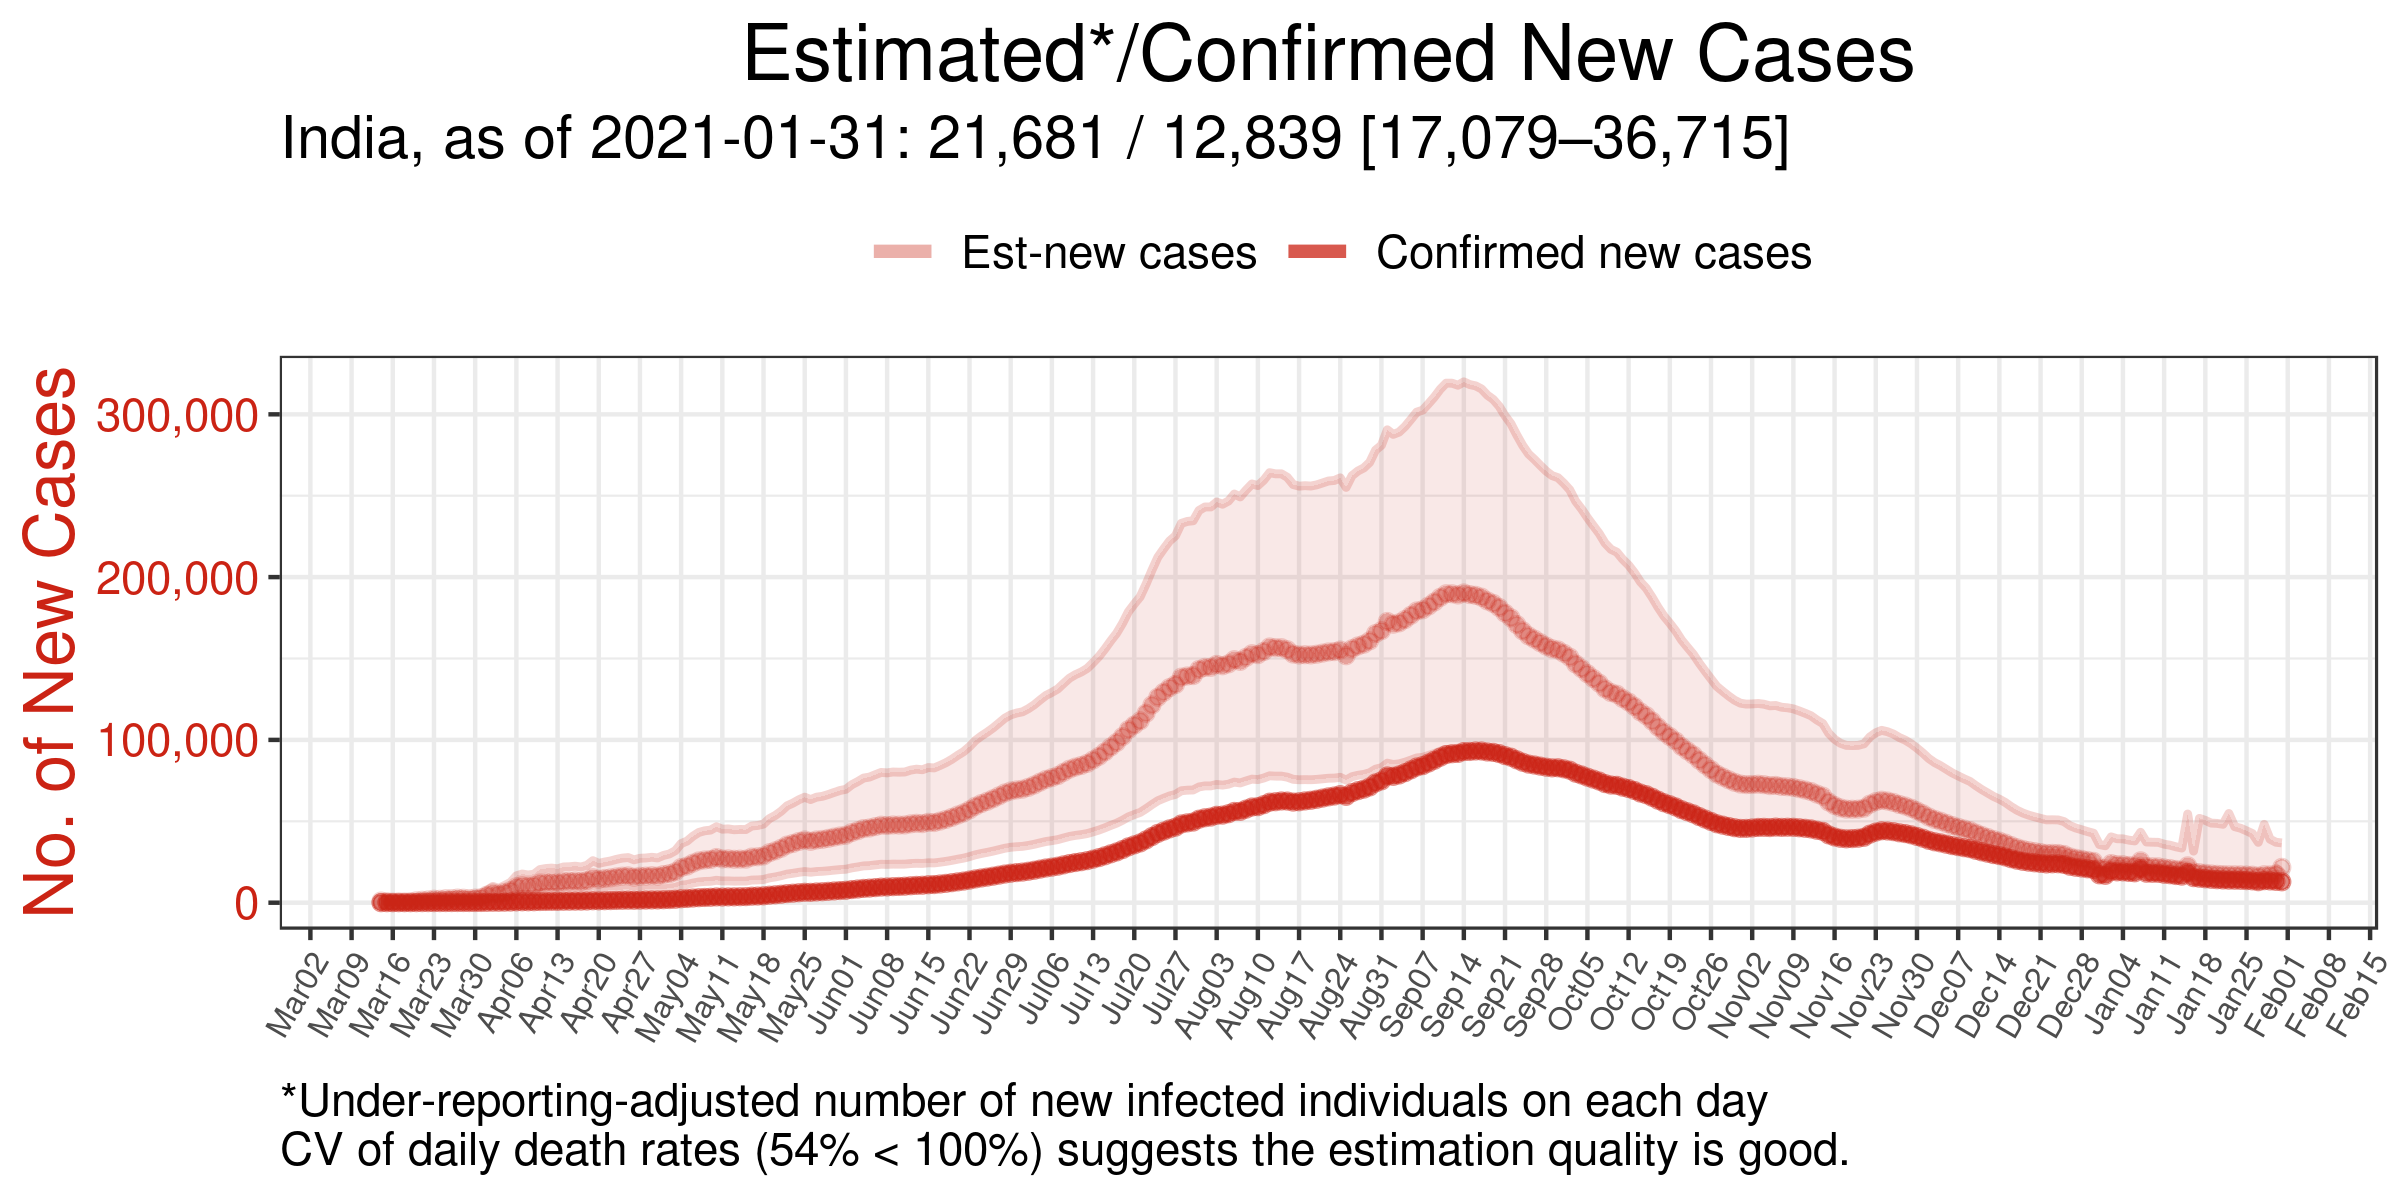 Estimated*/Confirmed New Cases
India, as of 2021-01-31: 21,681 / 12,839 [17,079–36,715]
Est-new cases
Confirmed new cases
No. of New Cases
300,000
200,000
100,000
0
Mar02
Mar09
Mar16
Mar23
Mar30
Apr06
Apr13
Apr20
Apr27
May04
May11
May18
May25
Jun01
Jun08
Jun15
Jun22
Jun29
Jul06
Jul13
Jul20
Jul27
Aug03
Aug10
Aug17
Aug24
Aug31
Sep07
Sep14
Sep21
Sep28
Oct05
Oct12
Oct19
Oct26
Nov02
Nov09
Nov16
Nov23
Nov30
Dec07
Dec14
Dec21
Dec28
Jan04
Jan11
Jan18
Jan25
Feb01
Feb08
Feb15
*Under-reporting-adjusted number of new infected individuals on each day
CV of daily death rates (54% < 100%) suggests the estimation quality is good.